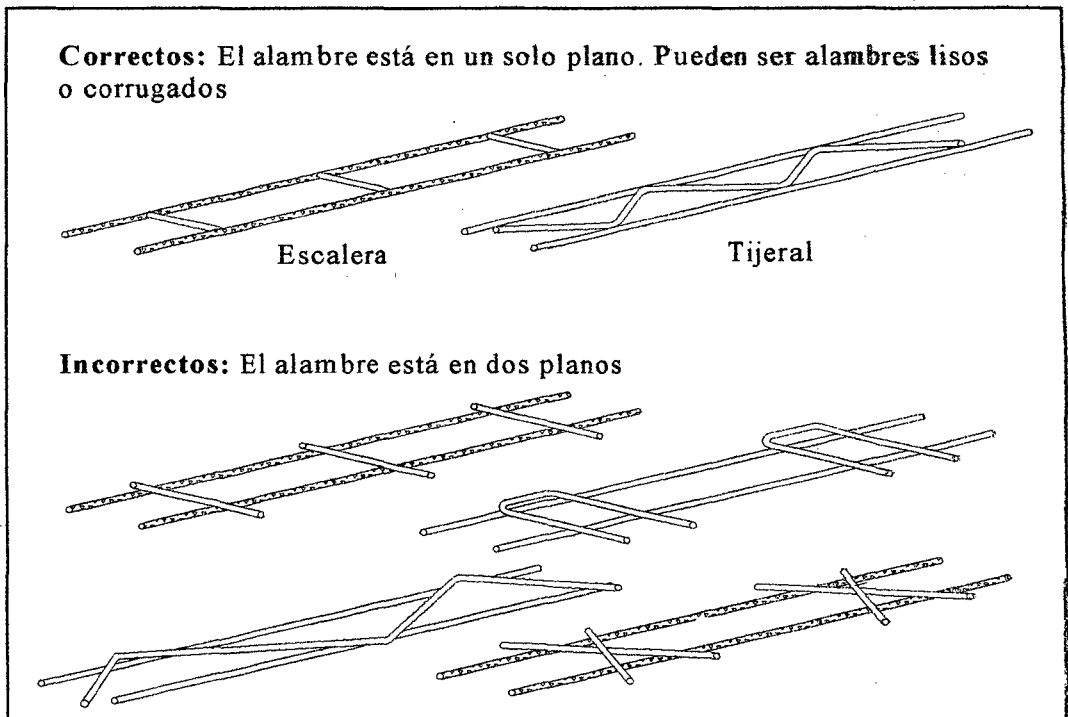 Correctos: El alambre está en un solo plano. Pueden ser alambres lisos
o corrugados
Escalera
Tijeral
Incorrectos: El alambre está en dos planos